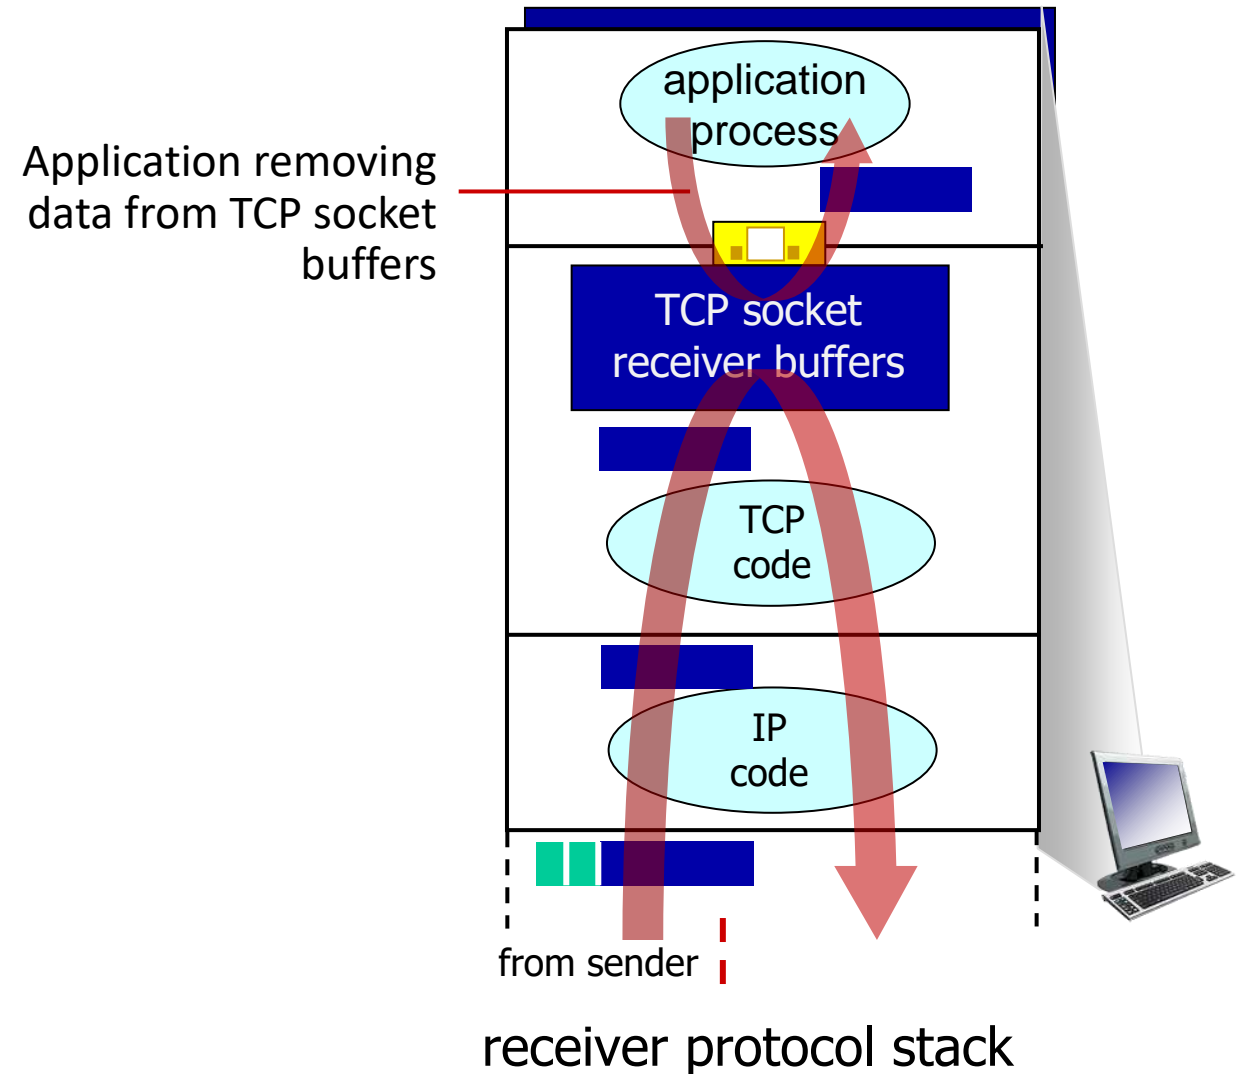 application
process
Application removing
data from TCP socket
buffers
TCP socket
receiver buffers
TCP
code
IP
code
from sender
receiver protocol stack